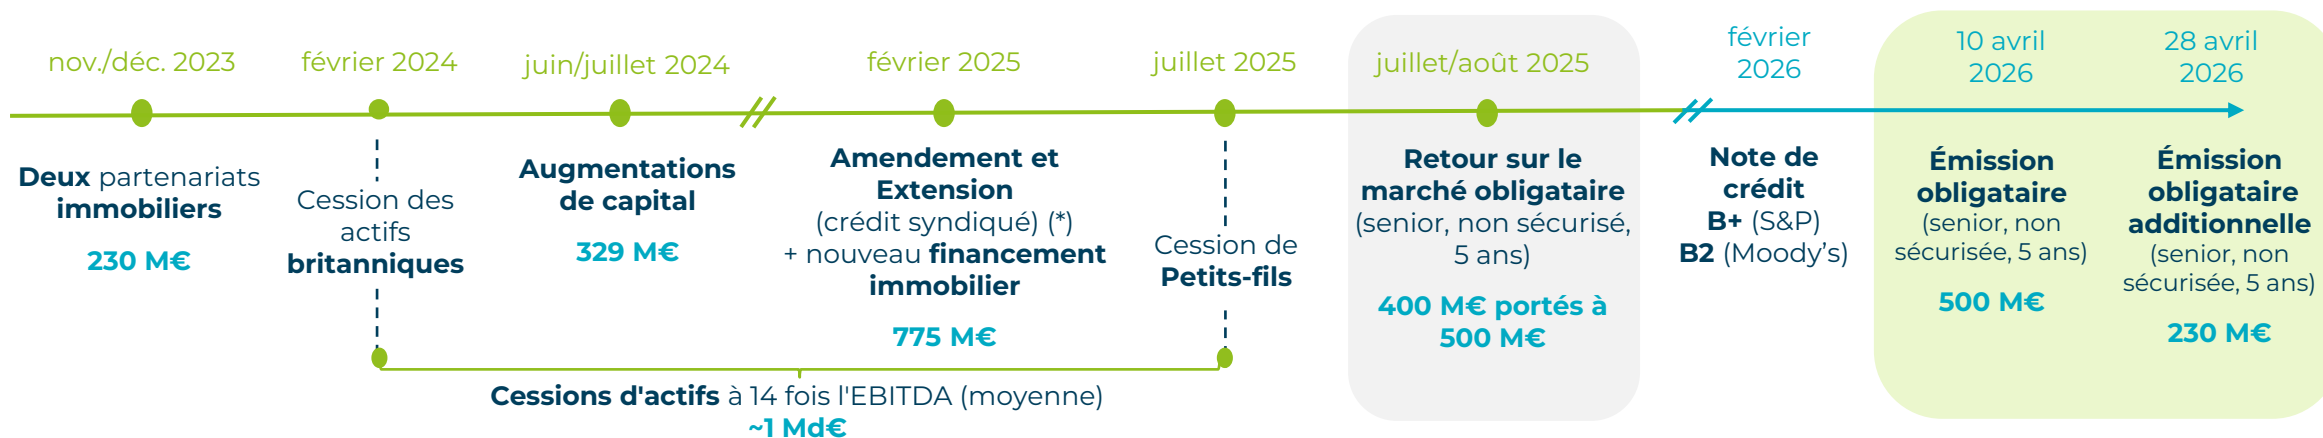 nov./déc. 2023
Deux partenariats
immobiliers
230 M€
février 2024
Cession des
actifs
britanniques
juin/juillet 2024
Augmentations
de capital
329 M€
février 2025
Amendement et
Extension
(crédit syndiqué) (*)
+ nouveau financement
immobilier
775 M€
juillet 2025
Cession de
Petits-fils
Cessions d'actifs à 14 fois l'EBITDA (moyenne)
~1 Md€
juillet/août 2025
Retour sur le
marché obligataire
(senior, non sécurisé,
5 ans)
400 M€ portés à
500 M€
février
2026
Note de
crédit
B+ (S&P)
B2 (Moody’s)
10 avril
2026
Émission
obligataire
(senior, non
sécurisée, 5 ans)
500 M€
28 avril
2026
Émission
obligataire
additionnelle
(senior, non
sécurisée, 5 ans)
230 M€